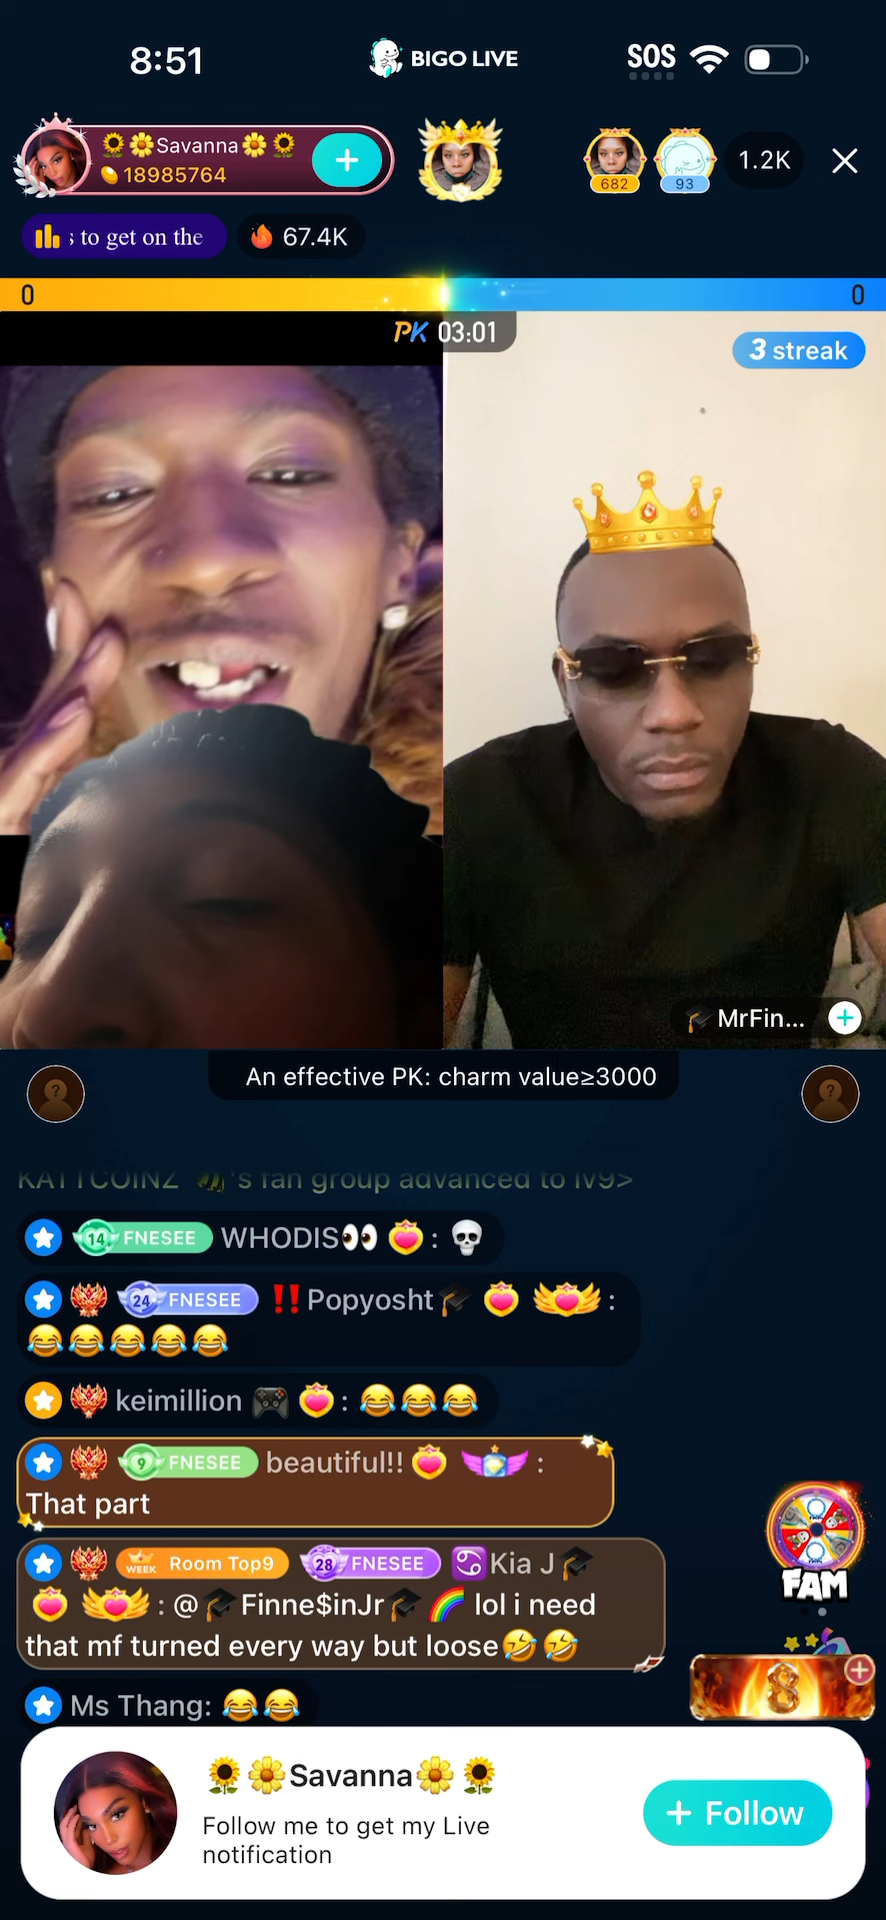 8:51
BIGO LIVE
SOS
🌻🌼Savanna🌼🌻
18985764
682
93
1.2K
s to get on the
67.4K
0
0
PK 03:01
3 streak
🎓MrFin...
An effective PK: charm value≥3000
KATTCOINZ 's fan group advanced to lv9>
14 FNESEE WHODIS👀 : 💀
24 FNESEE ‼️Popyosht🎓 :
😂😂😂😂😂
keimillion 🎮 : 😂😂😂
9 FNESEE beautiful!! :
That part
WEEK Room Top9 28 FNESEE ♋Kia J🎓
: @🎓Finne$inJr🎓🌈 lol i need
that mf turned every way but loose🤣🤣
FAM
8
Ms Thang: 😂😂
🌻🌼Savanna🌼🌻
Follow me to get my Live
notification
+ Follow